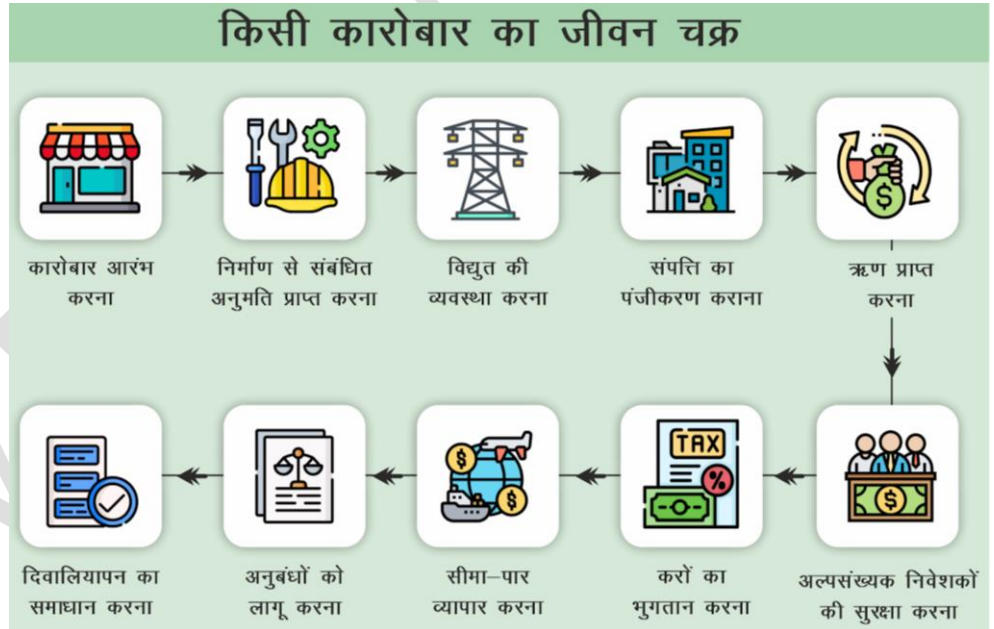 किसी कारोबार का जीवन चक्र
कारोबार आरंभ
करना
निर्माण से संबंधित
अनुमति प्राप्त करना
विद्युत की
व्यवस्था करना
संपत्ति का
पंजीकरण कराना
ऋण प्राप्त
करना
अल्पसंख्यक निवेशकों
की सुरक्षा करना
TAX
%
करों का
भुगतान करना
सीमा–पार
व्यापार करना
अनुबंधों को
लागू करना
दिवालियापन का
समाधान करना